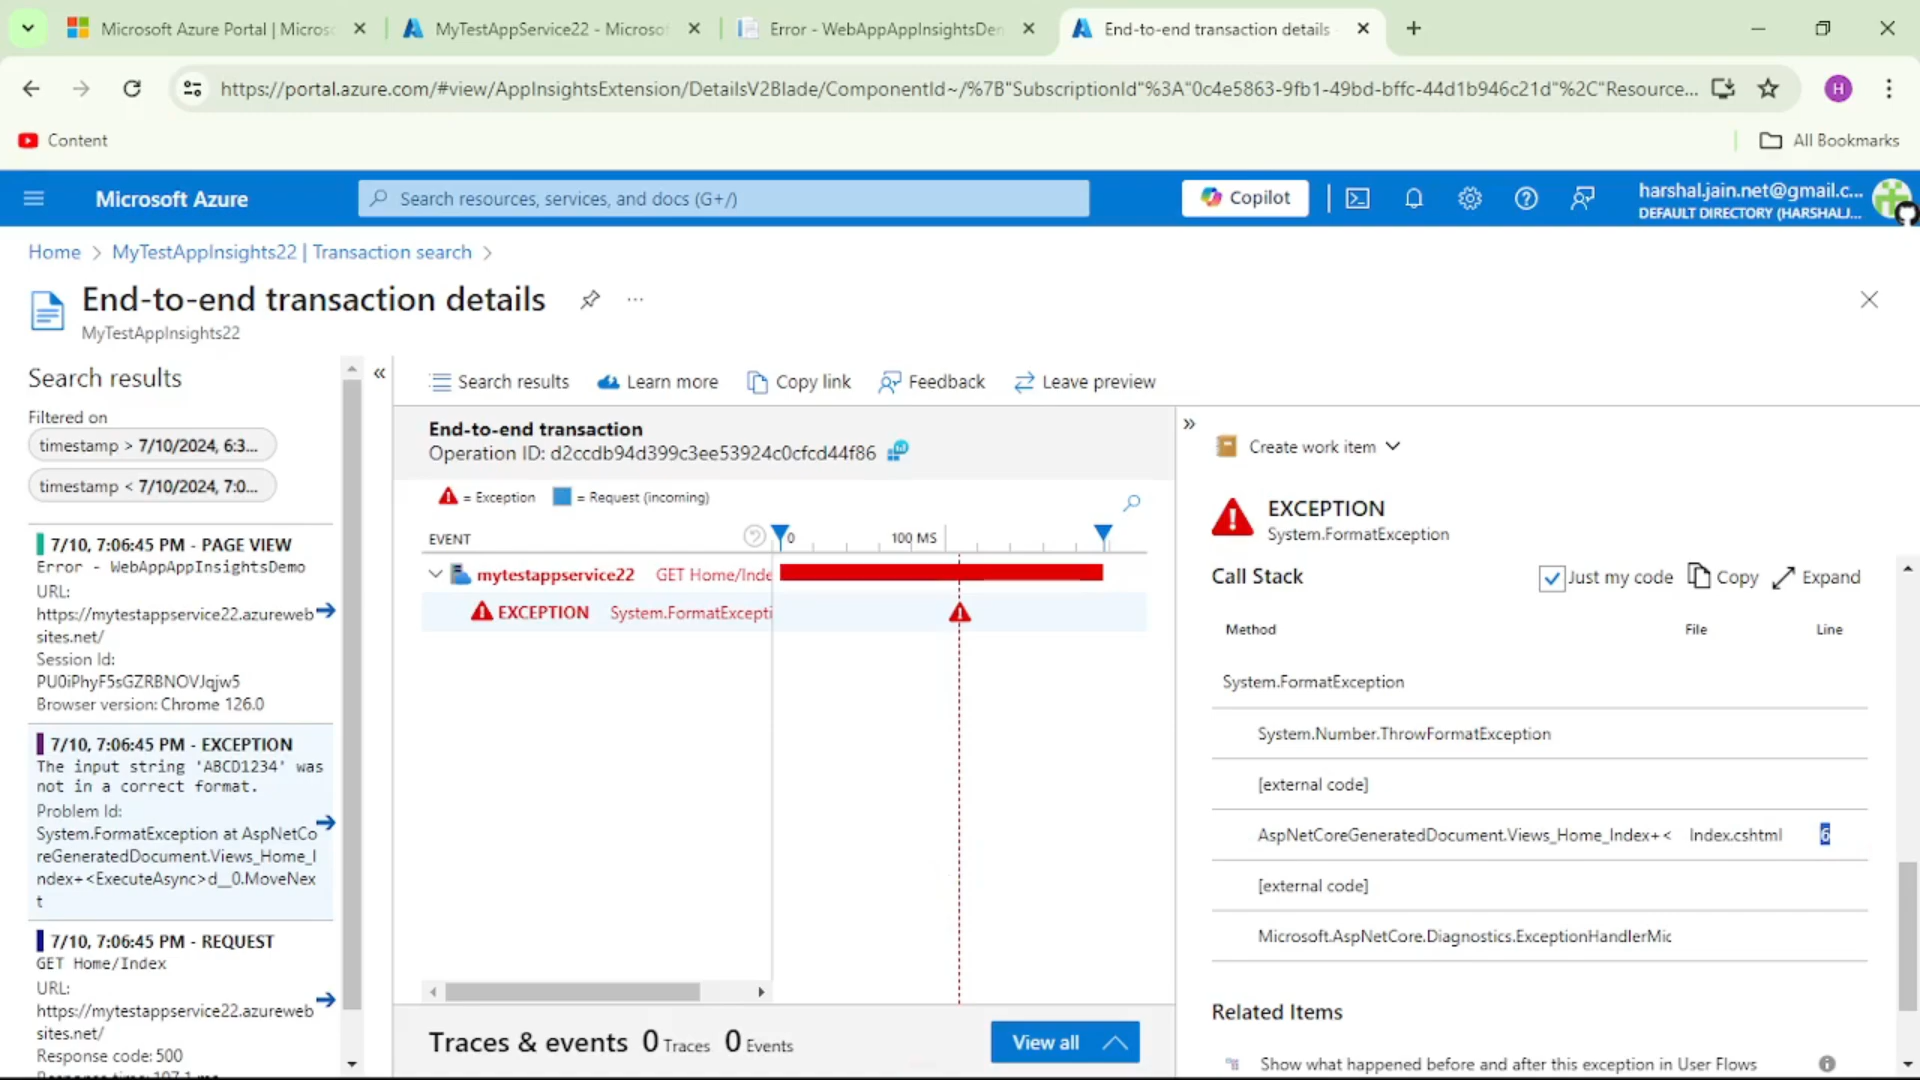 Microsoft Azure Portal | Micros
MyTestAppService22 - Microsof
Error - WebAppAppInsightsDen
End-to-end transaction details
https://portal.azure.com/#view/AppInsightsExtension/DetailsV2Blade/ComponentId~/%7B"SubscriptionId"%3A"0c4e5863-9fb1-49bd-bffc-44d1b946c21d"%2C"Resource...
H
Content
All Bookmarks
Microsoft Azure
Search resources, services, and docs (G+/)
Copilot
harshal.jain.net@gmail.c...
DEFAULT DIRECTORY (HARSHALJ...
Home > MyTestAppInsights22 | Transaction search >
End-to-end transaction details
...
MyTestAppInsights22
Search results
Filtered on
timestamp > 7/10/2024, 6:3...
timestamp < 7/10/2024, 7:0...
7/10, 7:06:45 PM - PAGE VIEW
Error - WebAppAppInsightsDemo
URL:
https://mytestappservice22.azureweb
sites.net/
Session Id:
PU0iPhyF5sGZRBNOVJqjw5
Browser version: Chrome 126.0
7/10, 7:06:45 PM - EXCEPTION
The input string 'ABCD1234' was
not in a correct format.
Problem Id:
System.FormatException at AspNetCo
reGeneratedDocument.Views_Home_I
ndex+<ExecuteAsync>d__0.MoveNex
t
7/10, 7:06:45 PM - REQUEST
GET Home/Index
URL:
https://mytestappservice22.azureweb
sites.net/
Response code: 500
Response time: 197.1 ms
«
Search results
Learn more
Copy link
Feedback
Leave preview
End-to-end transaction
Operation ID: d2ccdb94d399c3ee53924c0cfcd44f86
= Exception
= Request (incoming)
EVENT
0
100 MS
mytestappservice22 GET Home/Inde
EXCEPTION System.FormatExcepti
Traces & events 0 Traces 0 Events
View all
»
Create work item
EXCEPTION
System.FormatException
Call Stack
Just my code
Copy
Expand
Method File Line
System.FormatException
System.Number.ThrowFormatException
[external code]
AspNetCoreGeneratedDocument.Views_Home_Index+< Index.cshtml 6
[external code]
Microsoft.AspNetCore.Diagnostics.ExceptionHandlerMic
Related Items
Show what happened before and after this exception in User Flows